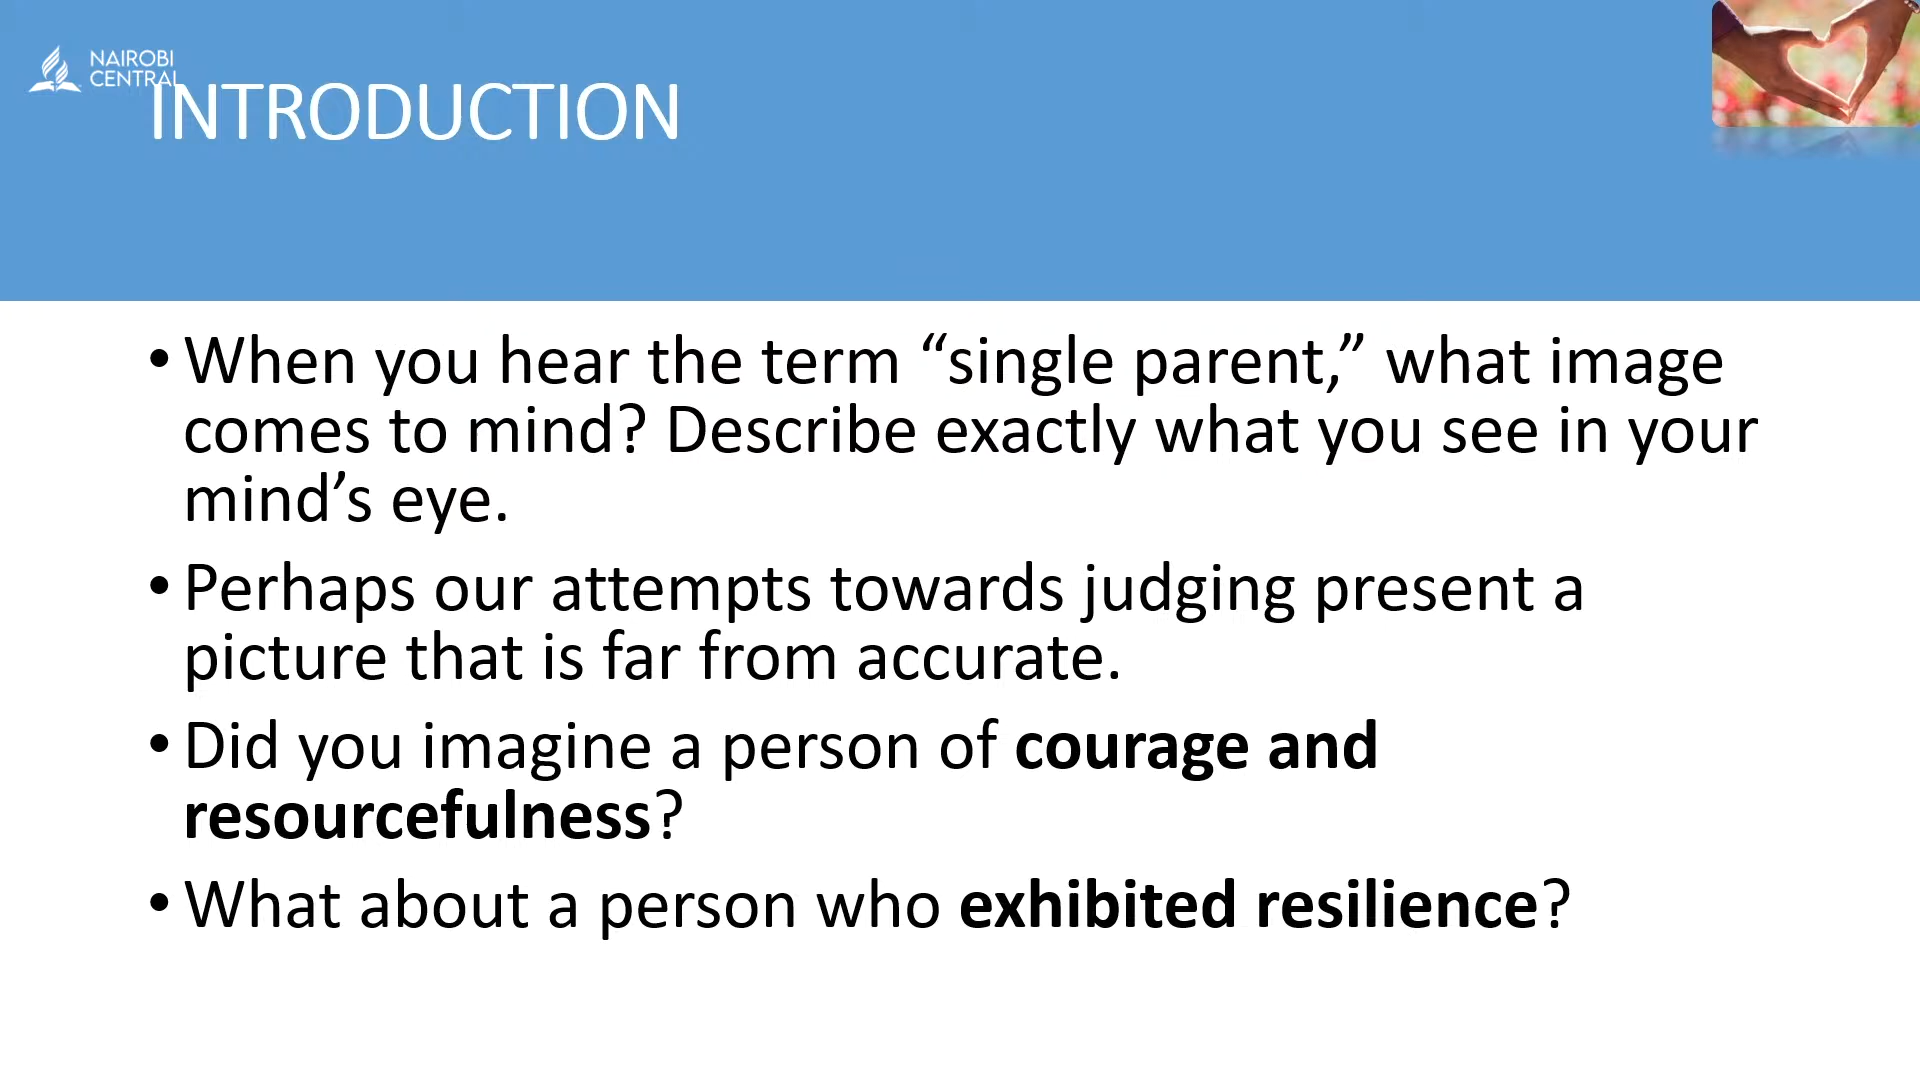 NAIROBI
CENTRAL
INTRODUCTION
• When you hear the term “single parent,” what image
comes to mind? Describe exactly what you see in your
mind’s eye.
• Perhaps our attempts towards judging present a
picture that is far from accurate.
• Did you imagine a person of courage and
resourcefulness?
• What about a person who exhibited resilience?